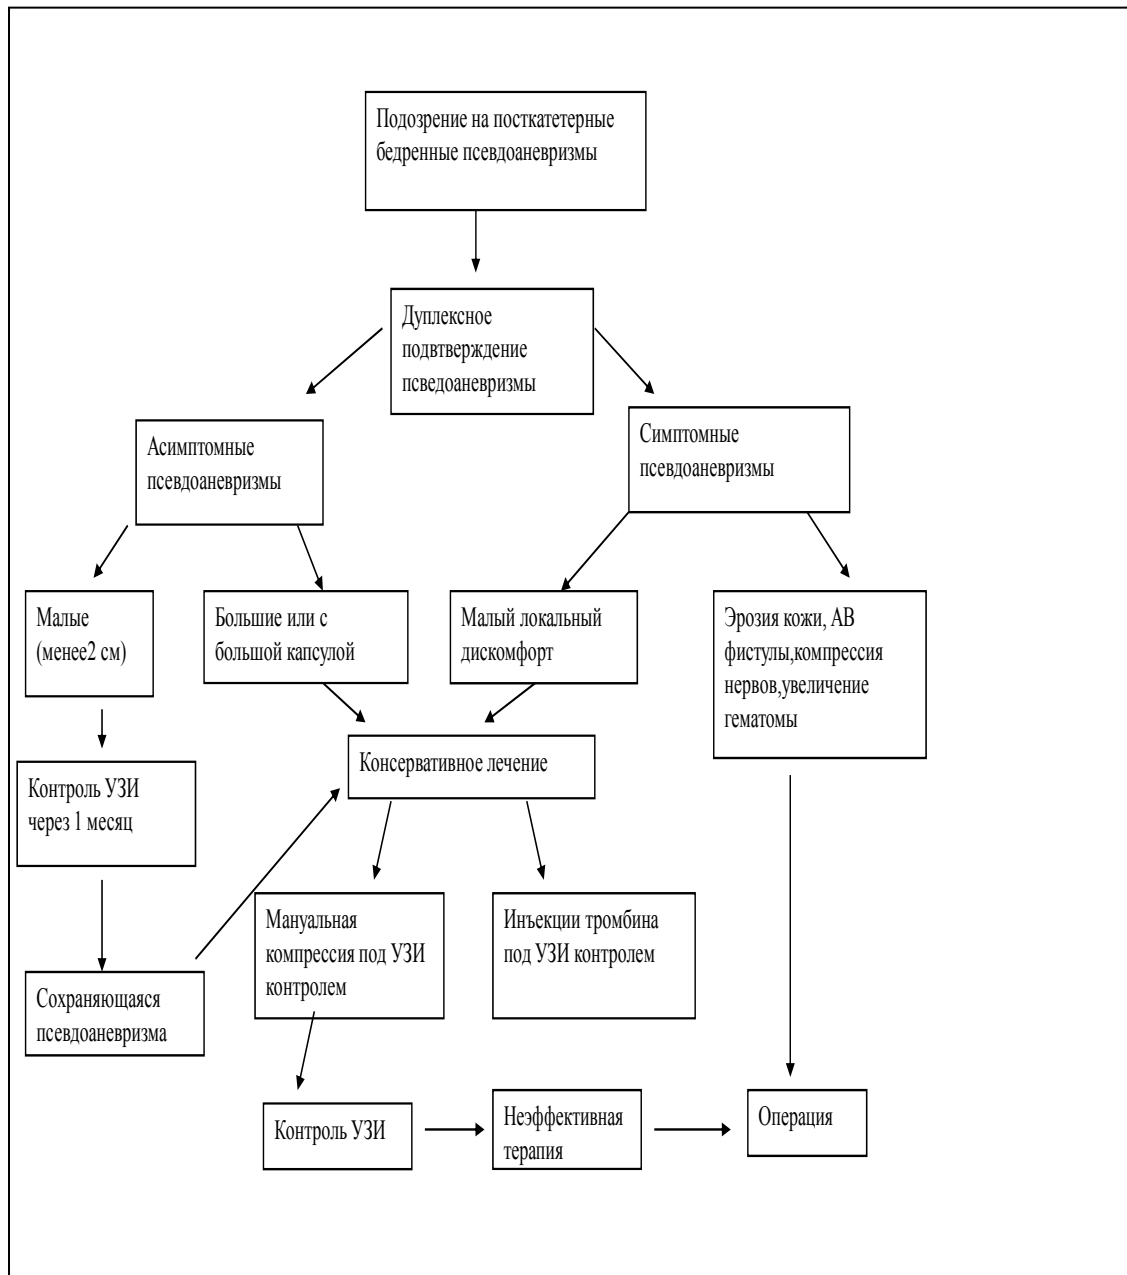 Подозрение на посткатетерные
бедренные псевдоаневризмы
Дуплексное
подвтверждение
псведоаневризмы
Асимптомные
псевдоаневризмы
Симптомные
псевдоаневризмы
Малые
(менее2 см)
Большие или с
большой капсулой
Малый локальный
дискомфорт
Эрозия кожи, АВ
фистулы,компрессия
нервов,увеличение
гематомы
Консервативное лечение
Контроль УЗИ
через 1 месяц
Мануальная
компрессия под УЗИ
контролем
Инъекции тромбина
под УЗИ контролем
Сохраняющаяся
псевдоаневризма
Контроль УЗИ
Неэффективная
терапия
Операция